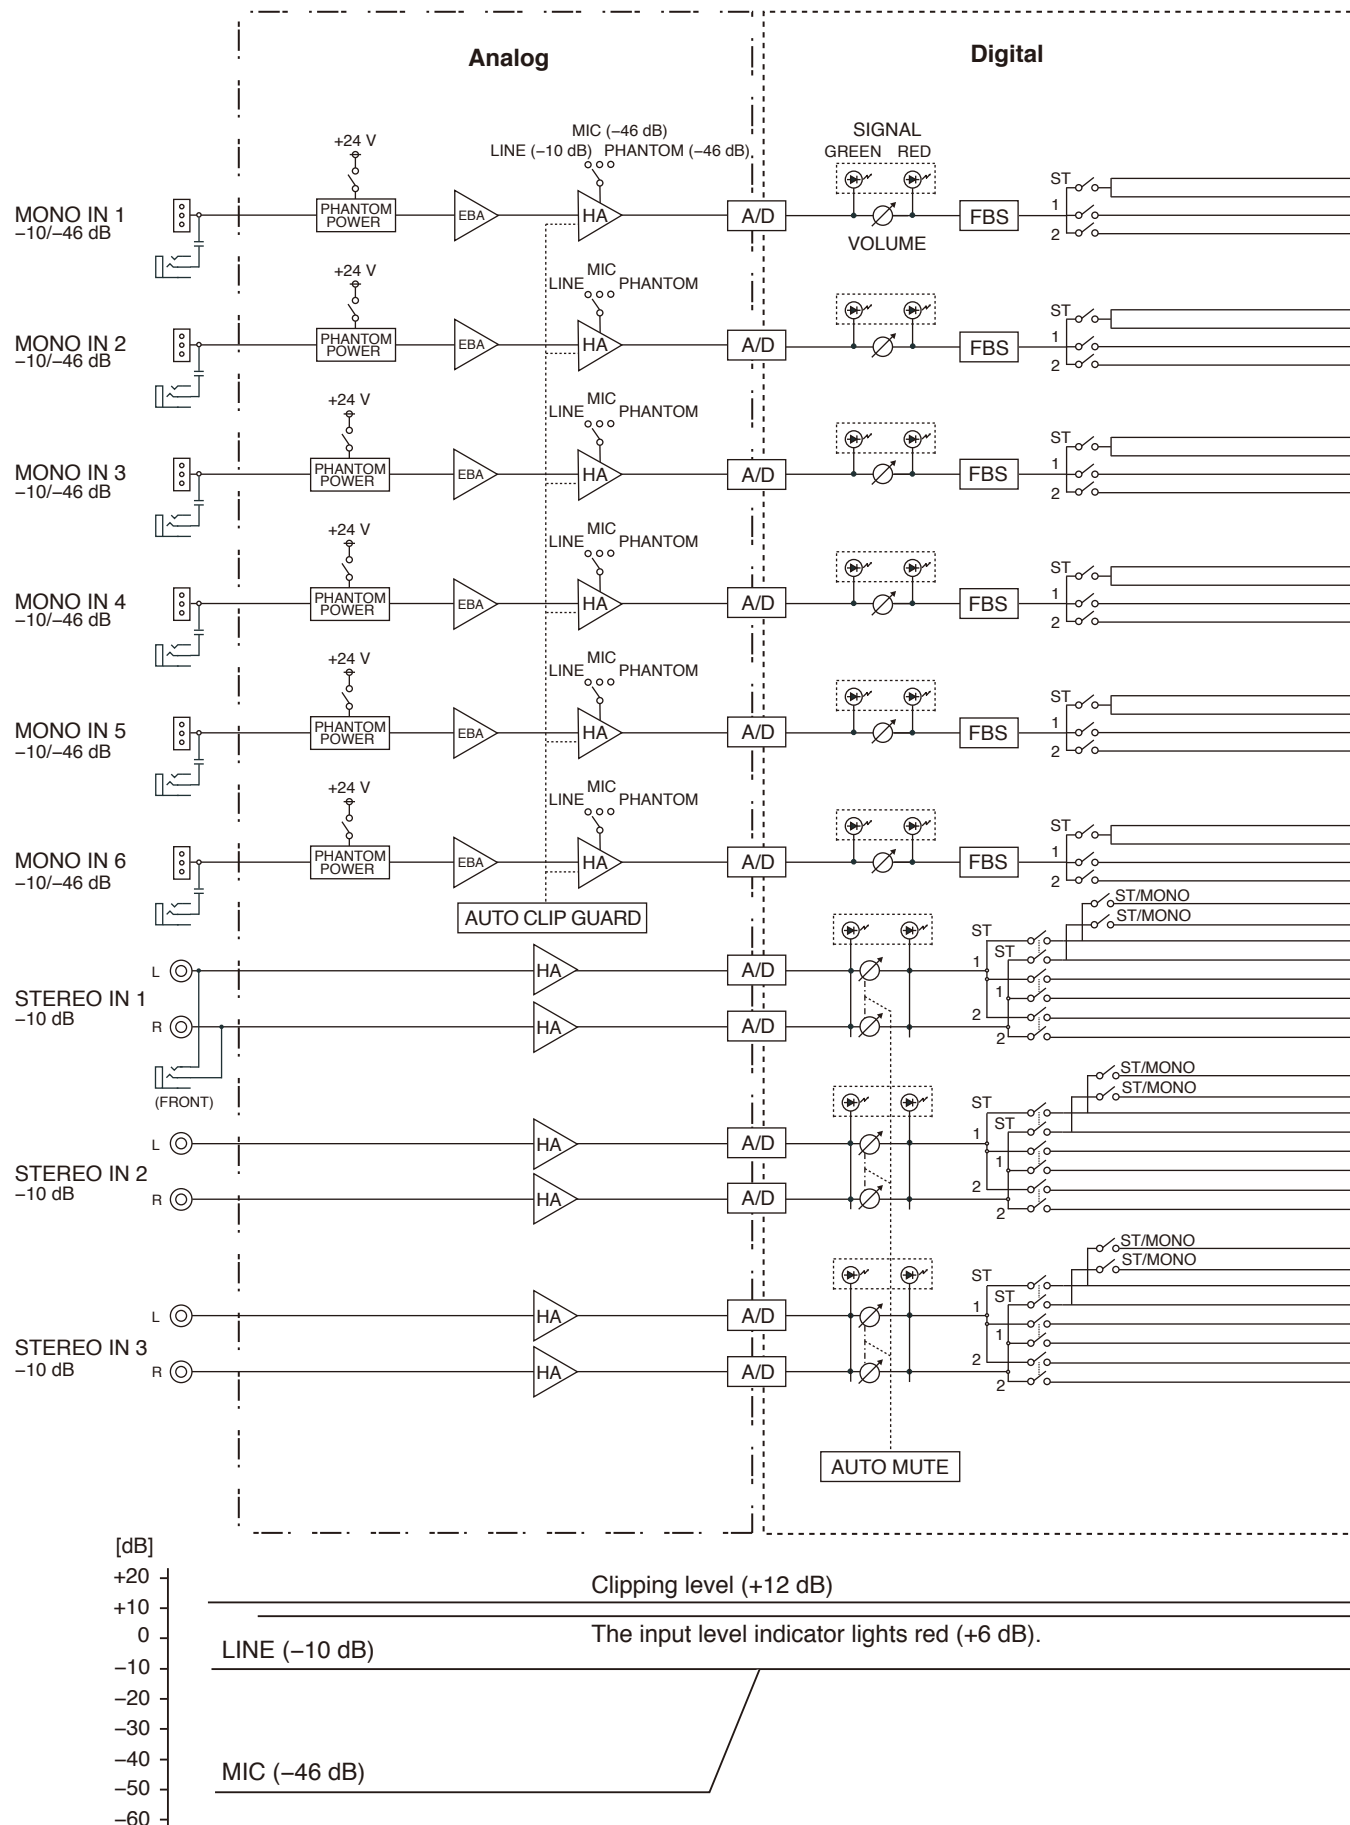 Analog
Digital
MIC (−46 dB)
LINE (−10 dB) PHANTOM (−46 dB)
+24 V
SIGNAL
GREEN RED
MONO IN 1
−10/−46 dB
PHANTOM
POWER
EBA
HA
A/D
VOLUME
FBS
ST
1
2
+24 V
MIC
LINE PHANTOM
MONO IN 2
−10/−46 dB
PHANTOM
POWER
EBA
HA
A/D
FBS
ST
1
2
+24 V
MIC
LINE PHANTOM
MONO IN 3
−10/−46 dB
PHANTOM
POWER
EBA
HA
A/D
FBS
ST
1
2
+24 V
MIC
LINE PHANTOM
MONO IN 4
−10/−46 dB
PHANTOM
POWER
EBA
HA
A/D
FBS
ST
1
2
+24 V
MIC
LINE PHANTOM
MONO IN 5
−10/−46 dB
PHANTOM
POWER
EBA
HA
A/D
FBS
ST
1
2
+24 V
MIC
LINE PHANTOM
MONO IN 6
−10/−46 dB
PHANTOM
POWER
EBA
HA
A/D
FBS
ST
1
2
AUTO CLIP GUARD
ST/MONO
ST/MONO
STEREO IN 1
−10 dB
L
R
(FRONT)
HA
HA
A/D
A/D
ST
1
ST
1
2
2
ST/MONO
ST/MONO
STEREO IN 2
−10 dB
L
R
HA
HA
A/D
A/D
ST
ST
1
1
2
2
ST/MONO
ST/MONO
STEREO IN 3
−10 dB
L
R
HA
HA
A/D
A/D
ST
ST
1
1
2
2
AUTO MUTE
[dB]
+20
+10
0
−10
−20
−30
−40
−50
−60
Clipping level (+12 dB)
The input level indicator lights red (+6 dB).
LINE (−10 dB)
MIC (−46 dB)